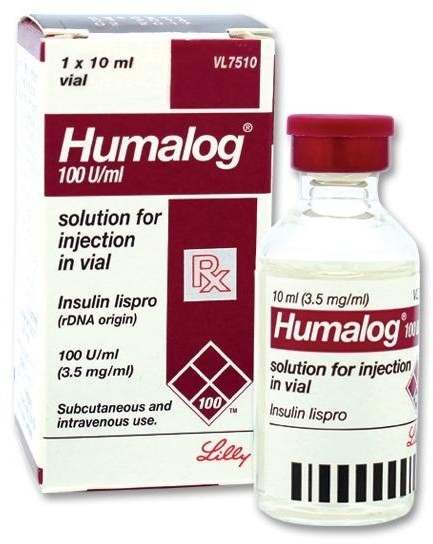 1 x 10 ml
vial
VL7510
Humalog®
100 U/ml
solution for
injection
in vial
Rx
Insulin lispro
(rDNA origin)
100 U/ml
(3.5 mg/ml)
100™
Subcutaneous and
intravenous use.
Lilly
10 ml (3.5 mg/ml)
Humalog®
solution for injection
in vial
Insulin lispro